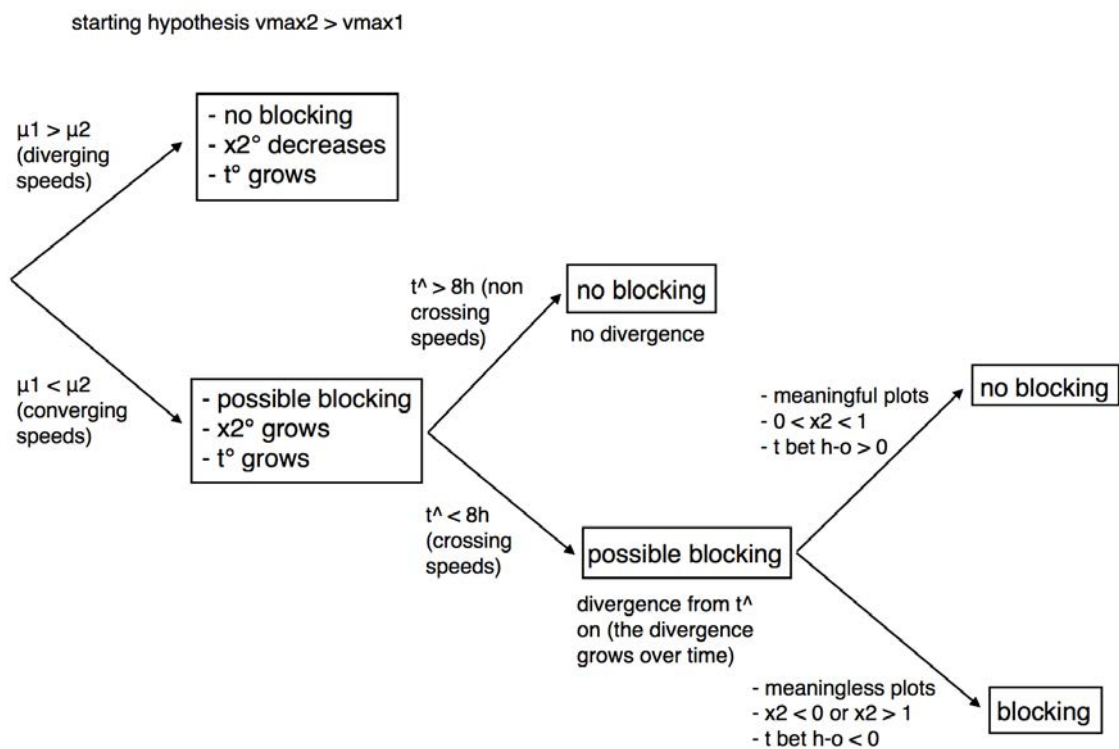 starting hypothesis vmax2 > vmax1
μ1 > μ2
(diverging
speeds)
- no blocking
- x2° decreases
- t° grows
μ1 < μ2
(converging
speeds)
- possible blocking
- x2° grows
- t° grows
t^ > 8h (non
crossing
speeds)
no blocking
no divergence
t^ < 8h
(crossing
speeds)
possible blocking
divergence from t^
on (the divergence
grows over time)
- meaningful plots
- 0 < x2 < 1
- t bet h-o > 0
no blocking
- meaningless plots
- x2 < 0 or x2 > 1
- t bet h-o < 0
blocking